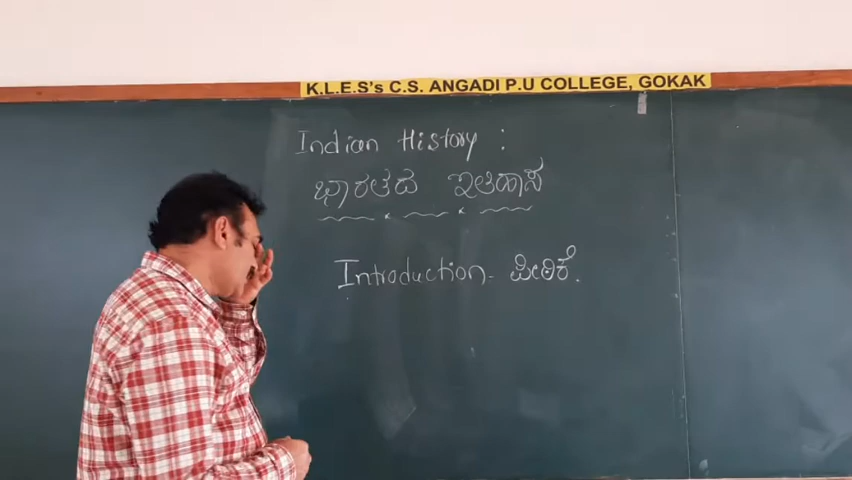 K.L.E.S'S C.S. ANGADI P.U COLLEGE, GOKAK
Indian History :
ಭಾರತದ ಇತಿಹಾಸ
Introduction - ಪೀಠಿಕೆ.